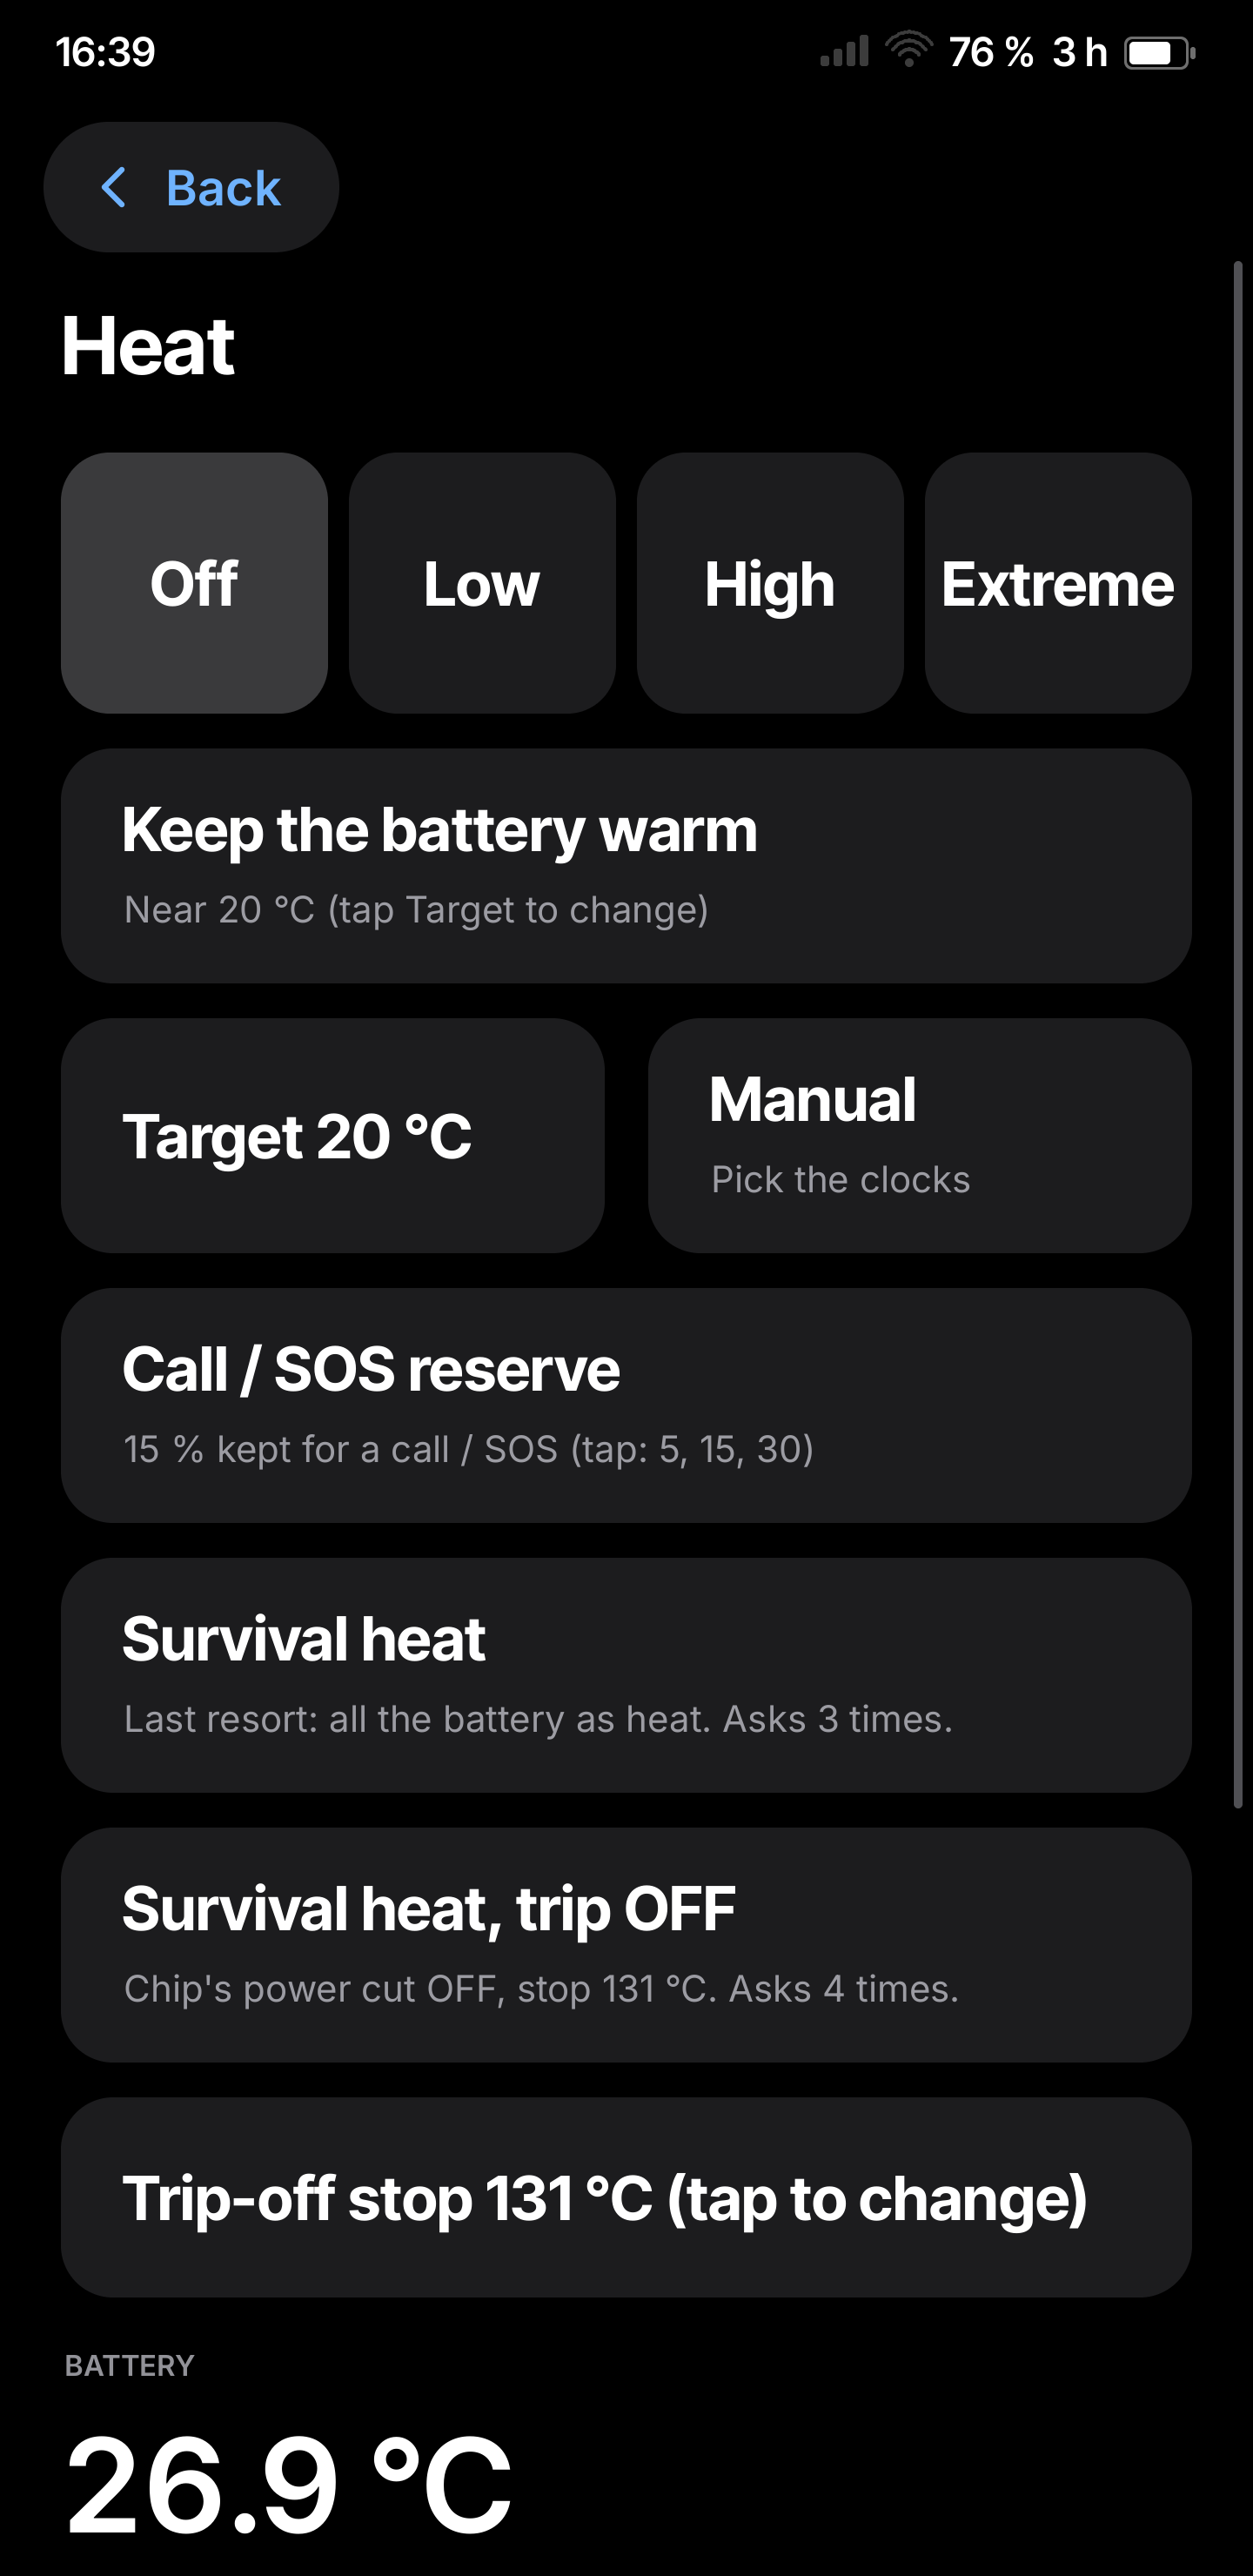 16:39
76 % 3 h
Back
Heat
Off
Low
High
Extreme
Keep the battery warm
Near 20 °C (tap Target to change)
Target 20 °C
Manual
Pick the clocks
Call / SOS reserve
15 % kept for a call / SOS (tap: 5, 15, 30)
Survival heat
Last resort: all the battery as heat. Asks 3 times.
Survival heat, trip OFF
Chip's power cut OFF, stop 131 °C. Asks 4 times.
Trip-off stop 131 °C (tap to change)
BATTERY
26.9 °C